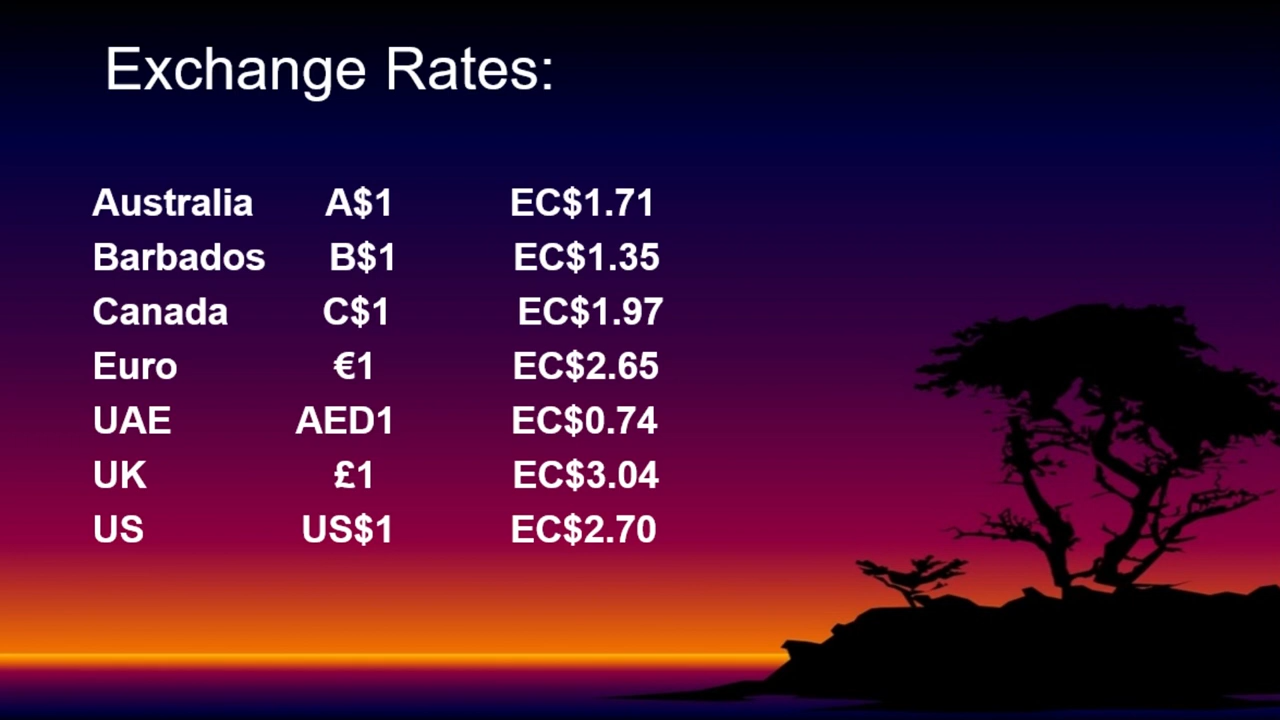 Exchange Rates:
Australia A$1 EC$1.71
Barbados B$1 EC$1.35
Canada C$1 EC$1.97
Euro €1 EC$2.65
UAE AED1 EC$0.74
UK £1 EC$3.04
US US$1 EC$2.70